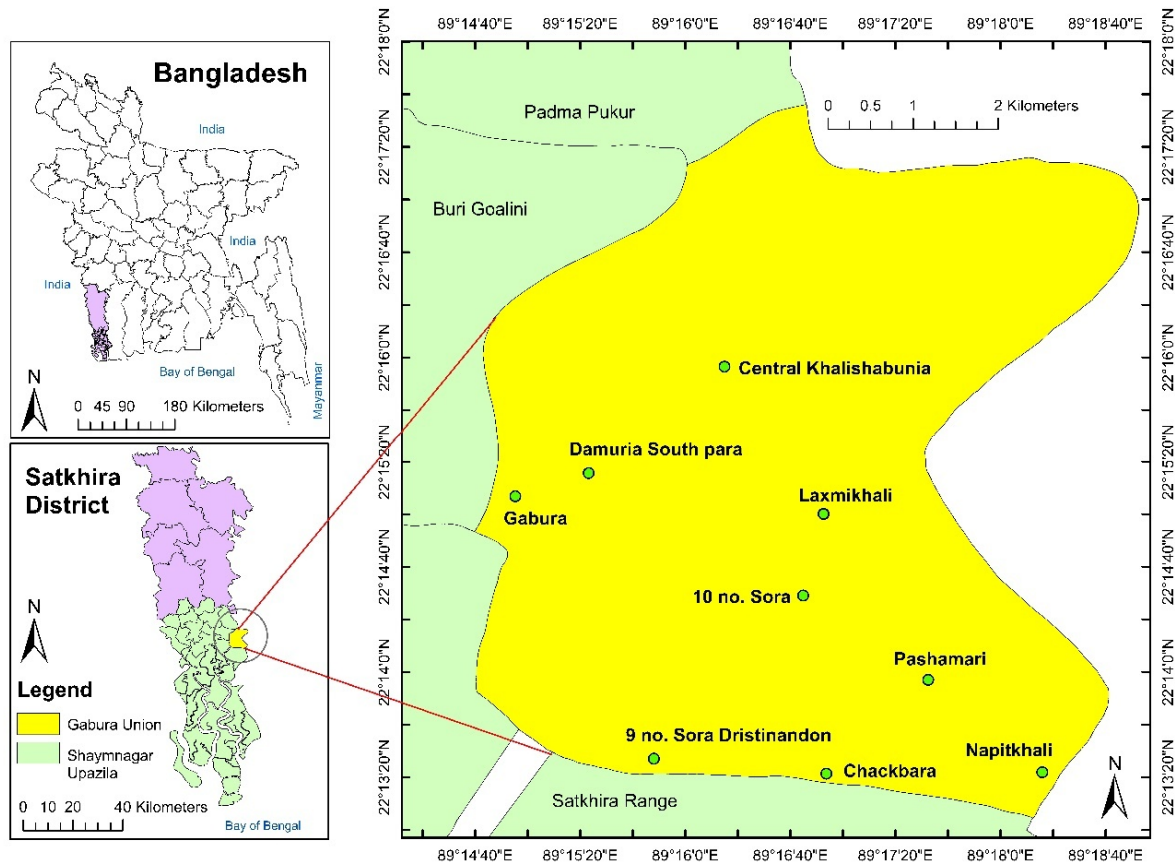 Bangladesh
India
India
India
Bay of Bengal
Mayanmar
N
0 45 90 180 Kilometers
Satkhira
District
N
Legend
Gabura Union
Shaymnagar
Upazila
0 10 20 40 Kilometers
Bay of Bengal
89°14'40"E 89°15'20"E 89°16'0"E 89°16'40"E 89°17'20"E 89°18'0"E 89°18'40"E
22°18'0"N
22°17'20"N
22°16'40"N
22°16'0"N
22°15'20"N
22°14'40"N
22°14'0"N
22°13'20"N
0 0.5 1 2 Kilometers
Padma Pukur
Buri Goalini
Central Khalishabunia
Damuria South para
Gabura
Laxmikhali
10 no. Sora
Pashamari
9 no. Sora Dristinandon
Chackbara
Napitkhali
Satkhira Range
N
22°18'0"N
22°17'20"N
22°16'40"N
22°16'0"N
22°15'20"N
22°14'40"N
22°14'0"N
22°13'20"N
89°14'40"E 89°15'20"E 89°16'0"E 89°16'40"E 89°17'20"E 89°18'0"E 89°18'40"E